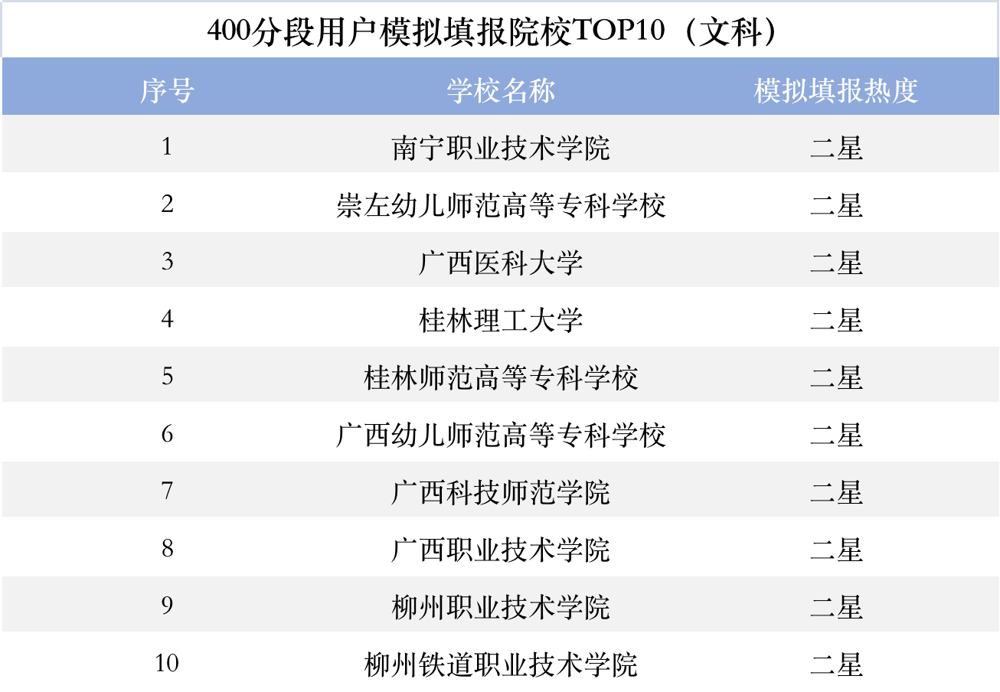 400分段用户模拟填报院校TOP10（文科）
序号 学校名称 模拟填报热度
1 南宁职业技术学院 二星
2 崇左幼儿师范高等专科学校 二星
3 广西医科大学 二星
4 桂林理工大学 二星
5 桂林师范高等专科学校 二星
6 广西幼儿师范高等专科学校 二星
7 广西科技师范学院 二星
8 广西职业技术学院 二星
9 柳州职业技术学院 二星
10 柳州铁道职业技术学院 二星